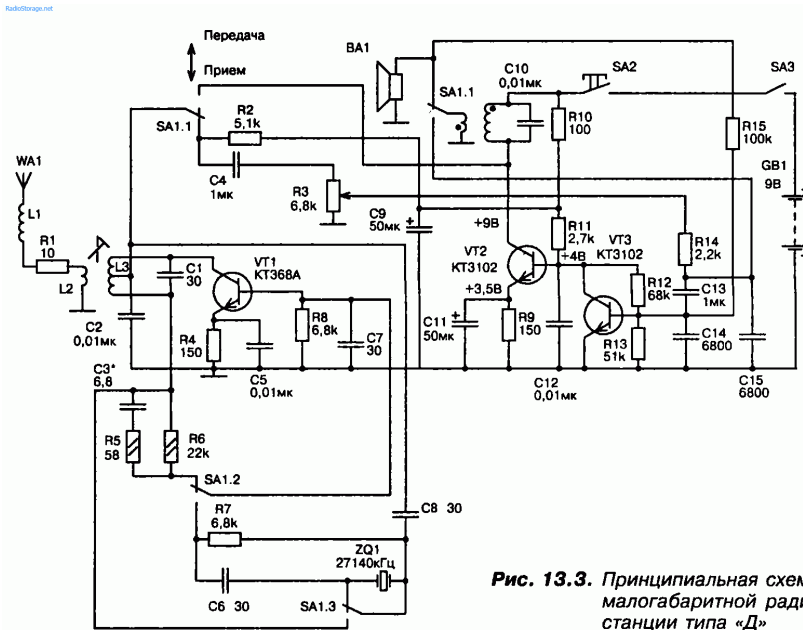 RadioStorage.net
Передача
Прием
SA1.1
R2
5,1k
C4
1мк
R3
6,8k
WA1
L1
R1
10
L2
L3
C1
30
VT1
КТ368А
C2
0,01мк
R4
150
C5
0,01мк
R8
6,8k
C7
30
C3*
6,8
R5
58
R6
22k
SA1.2
R7
6,8k
C6 30
ZQ1
27140кГц
SA1.3
C8 30
BA1
SA1.1
C10
0,01мк
SA2
SA3
R10
100
R15
100k
GB1
9В
C9
50мк
+9В
R11
2,7k
VT2
КТ3102
+4В
VT3
КТ3102
R14
2,2k
+3,5В
C11
50мк
R9
150
R12
68k
C13
1мк
R13
51k
C14
6800
C12
0,01мк
C15
6800
Рис. 13.3. Принципиальная схем
малогабаритной ради
станции типа «Д»